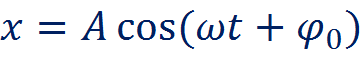 x = A cos(ωt + φ₀)